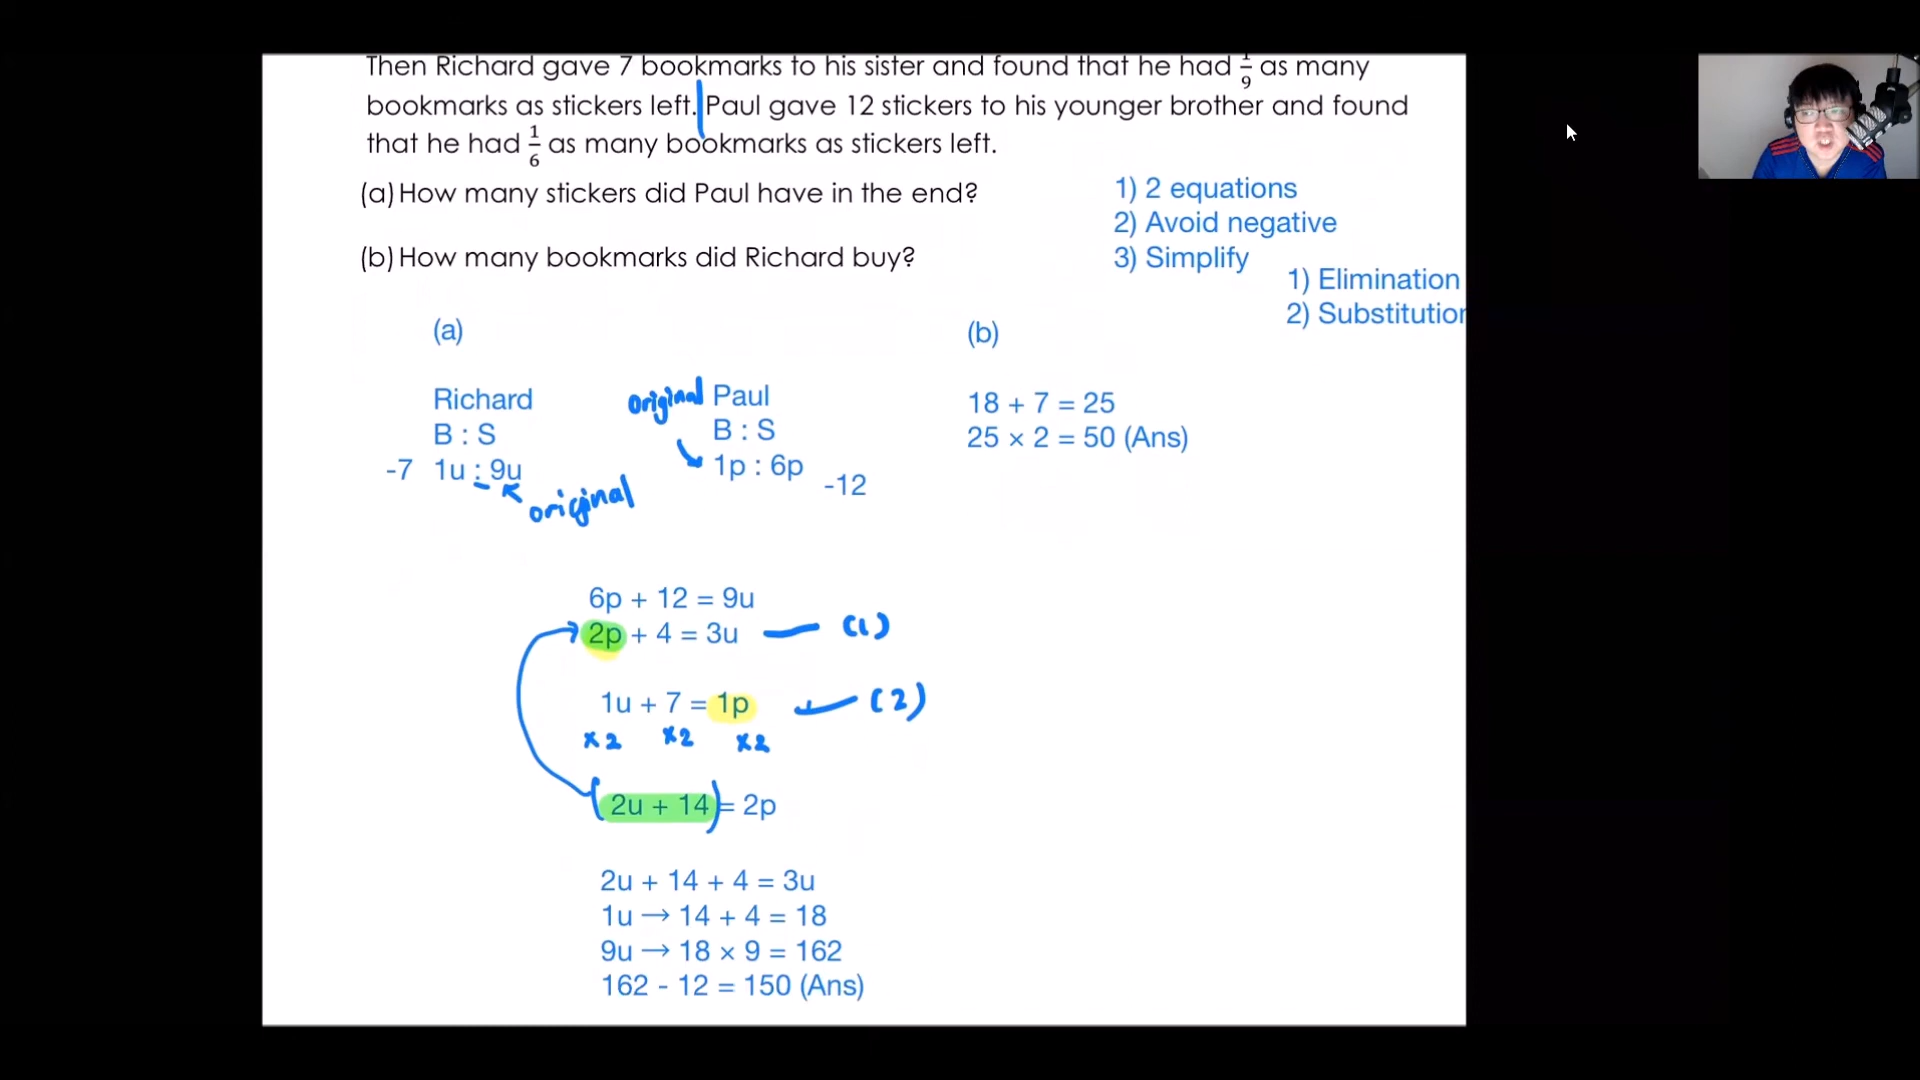 Then Richard gave 7 bookmarks to his sister and found that he had 1/9 as many
bookmarks as stickers left. Paul gave 12 stickers to his younger brother and found
that he had 1/6 as many bookmarks as stickers left.
(a) How many stickers did Paul have in the end?
(b) How many bookmarks did Richard buy?
1) 2 equations
2) Avoid negative
3) Simplify
1) Elimination
2) Substitution
(a)
Richard
B : S
-7 1u : 9u
original
original Paul
B : S
1p : 6p
-12
6p + 12 = 9u
2p + 4 = 3u (1)
1u + 7 = 1p (2)
×2 ×2 ×2
(2u + 14) = 2p
2u + 14 + 4 = 3u
1u → 14 + 4 = 18
9u → 18 × 9 = 162
162 - 12 = 150 (Ans)
(b)
18 + 7 = 25
25 × 2 = 50 (Ans)